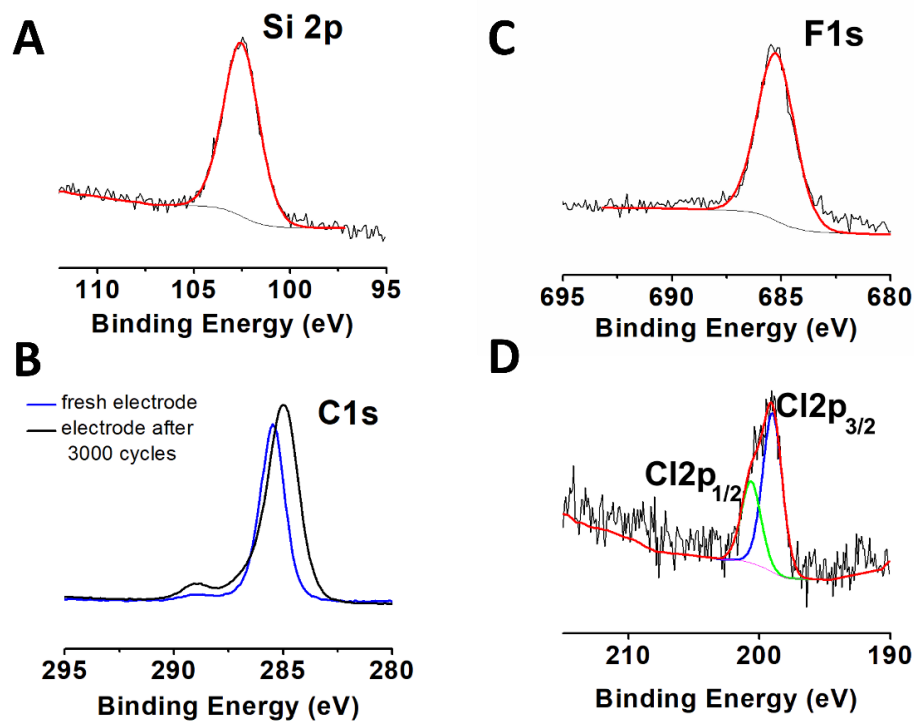 A
Si 2p
110 105 100 95
Binding Energy (eV)
C
F1s
695 690 685 680
Binding Energy (eV)
B
fresh electrode
electrode after
3000 cycles
C1s
295 290 285 280
Binding Energy (eV)
D
Cl2p3/2
Cl2p1/2
210 200 190
Binding Energy (eV)